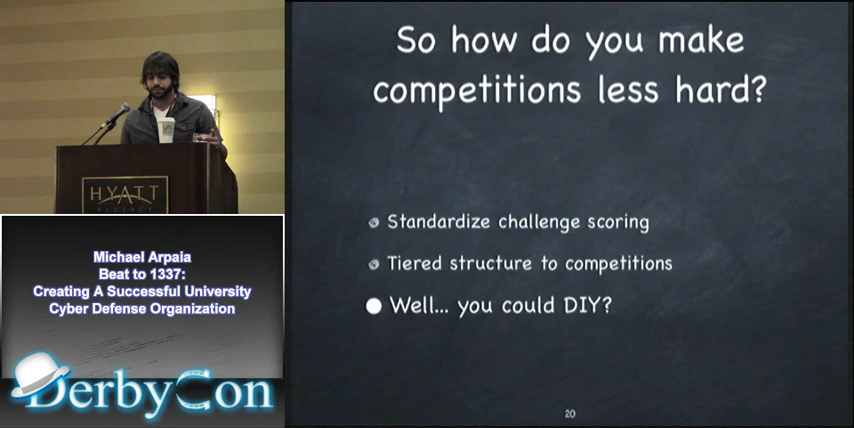 So how do you make
competitions less hard?
Standardize challenge scoring
Tiered structure to competitions
Well... you could DIY?
20
HYATT
REGENCY
Michael Arpaia
Beat to 1337:
Creating A Successful University
Cyber Defense Organization
DerbyCon